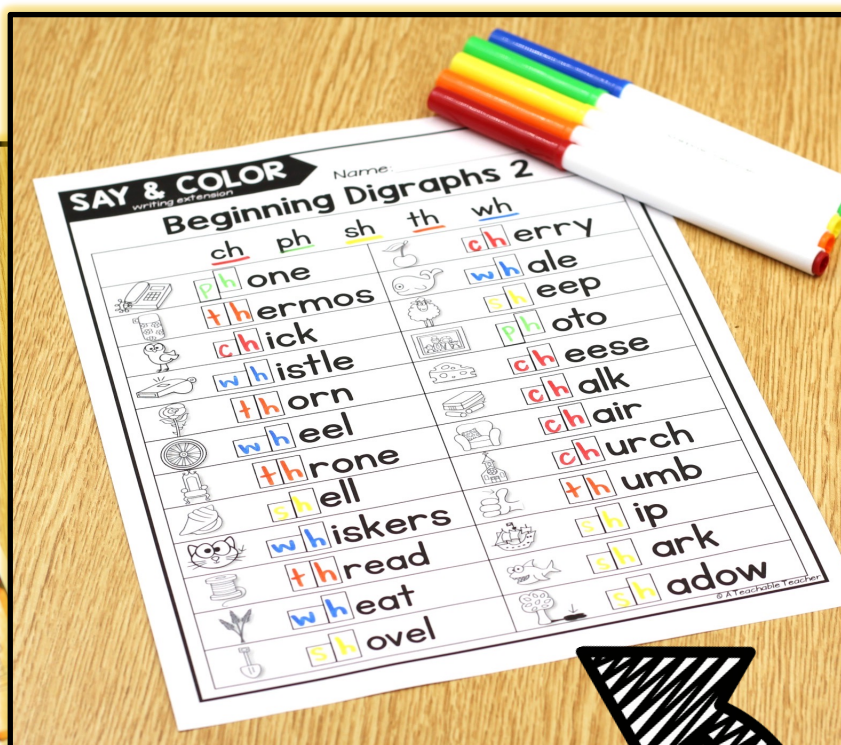 SAY & COLOR
writing extension
Name:
Beginning Digraphs 2
ch ph sh th wh
phone
thermos
chick
whistle
thorn
wheel
throne
shell
whiskers
thread
wheat
shovel
cherry
whale
sheep
photo
cheese
chalk
chair
church
thumb
ship
shark
shadow
© A Teachable Teacher